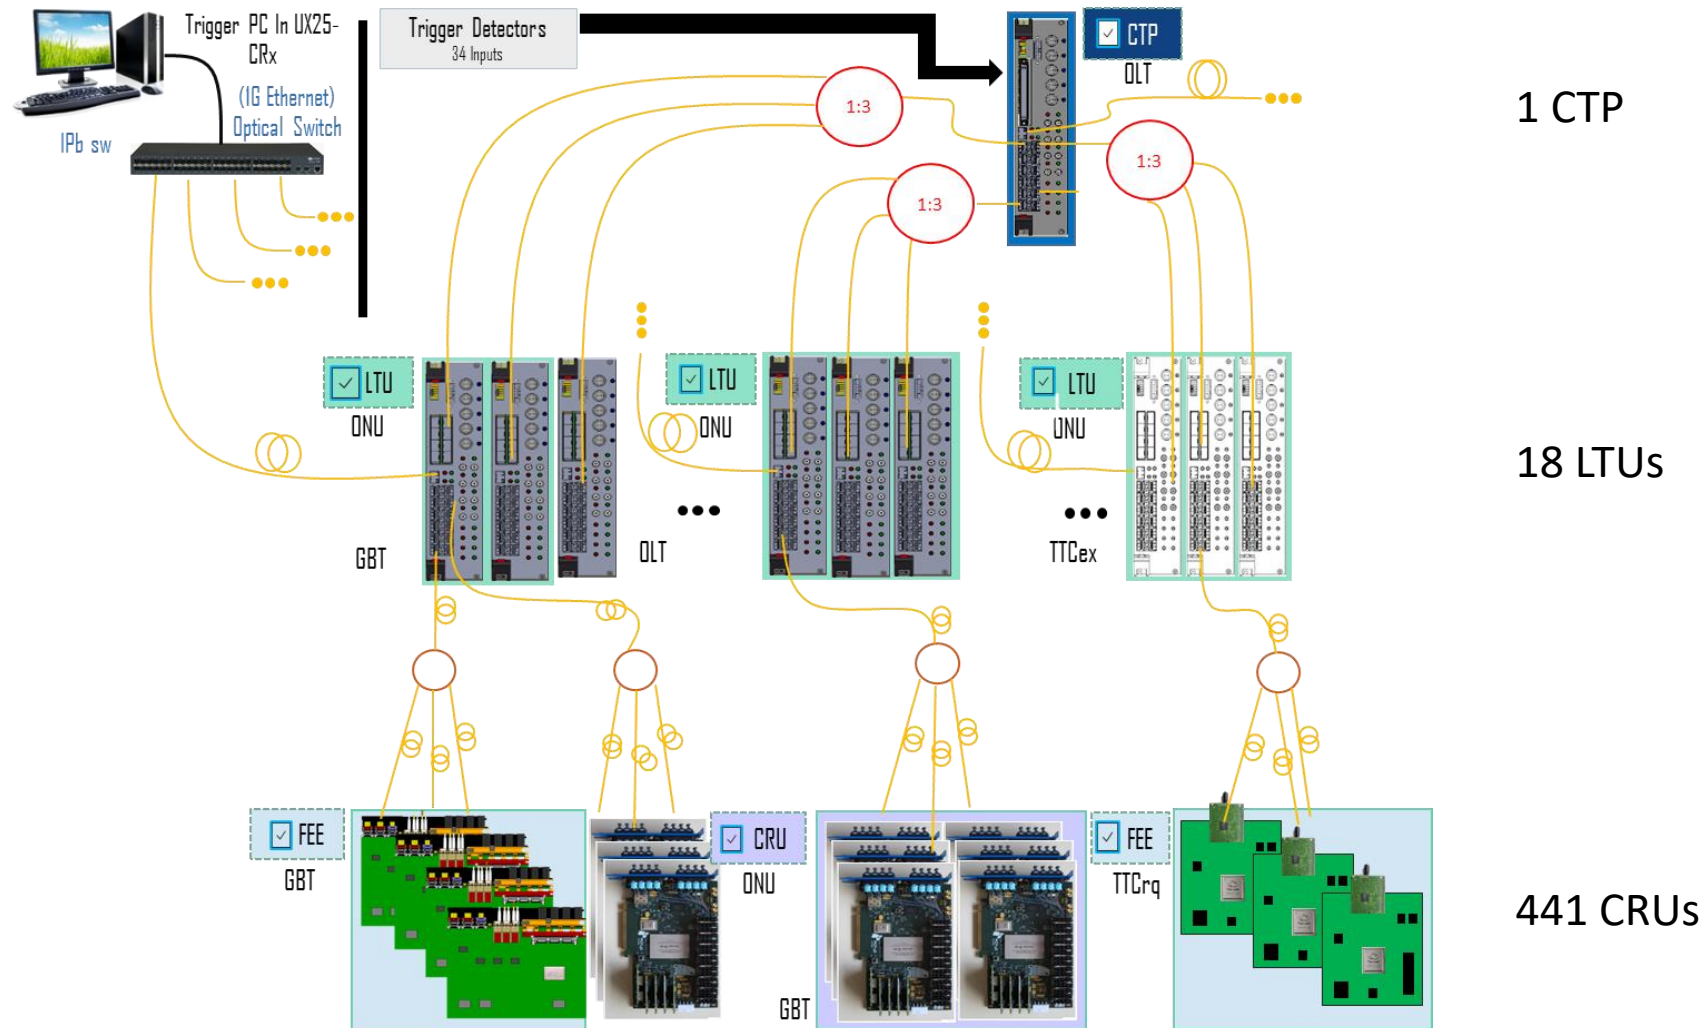 Trigger PC In UX25-
CRx
(1G Ethernet)
Optical Switch
IPb sw
Trigger Detectors
34 Inputs
CTP
OLT
1 CTP
1:3
1:3
1:3
LTU
ONU
LTU
ONU
LTU
ONU
18 LTUs
GBT
OLT
TTCex
FEE
GBT
CRU
ONU
FEE
TTCrq
441 CRUs
GBT